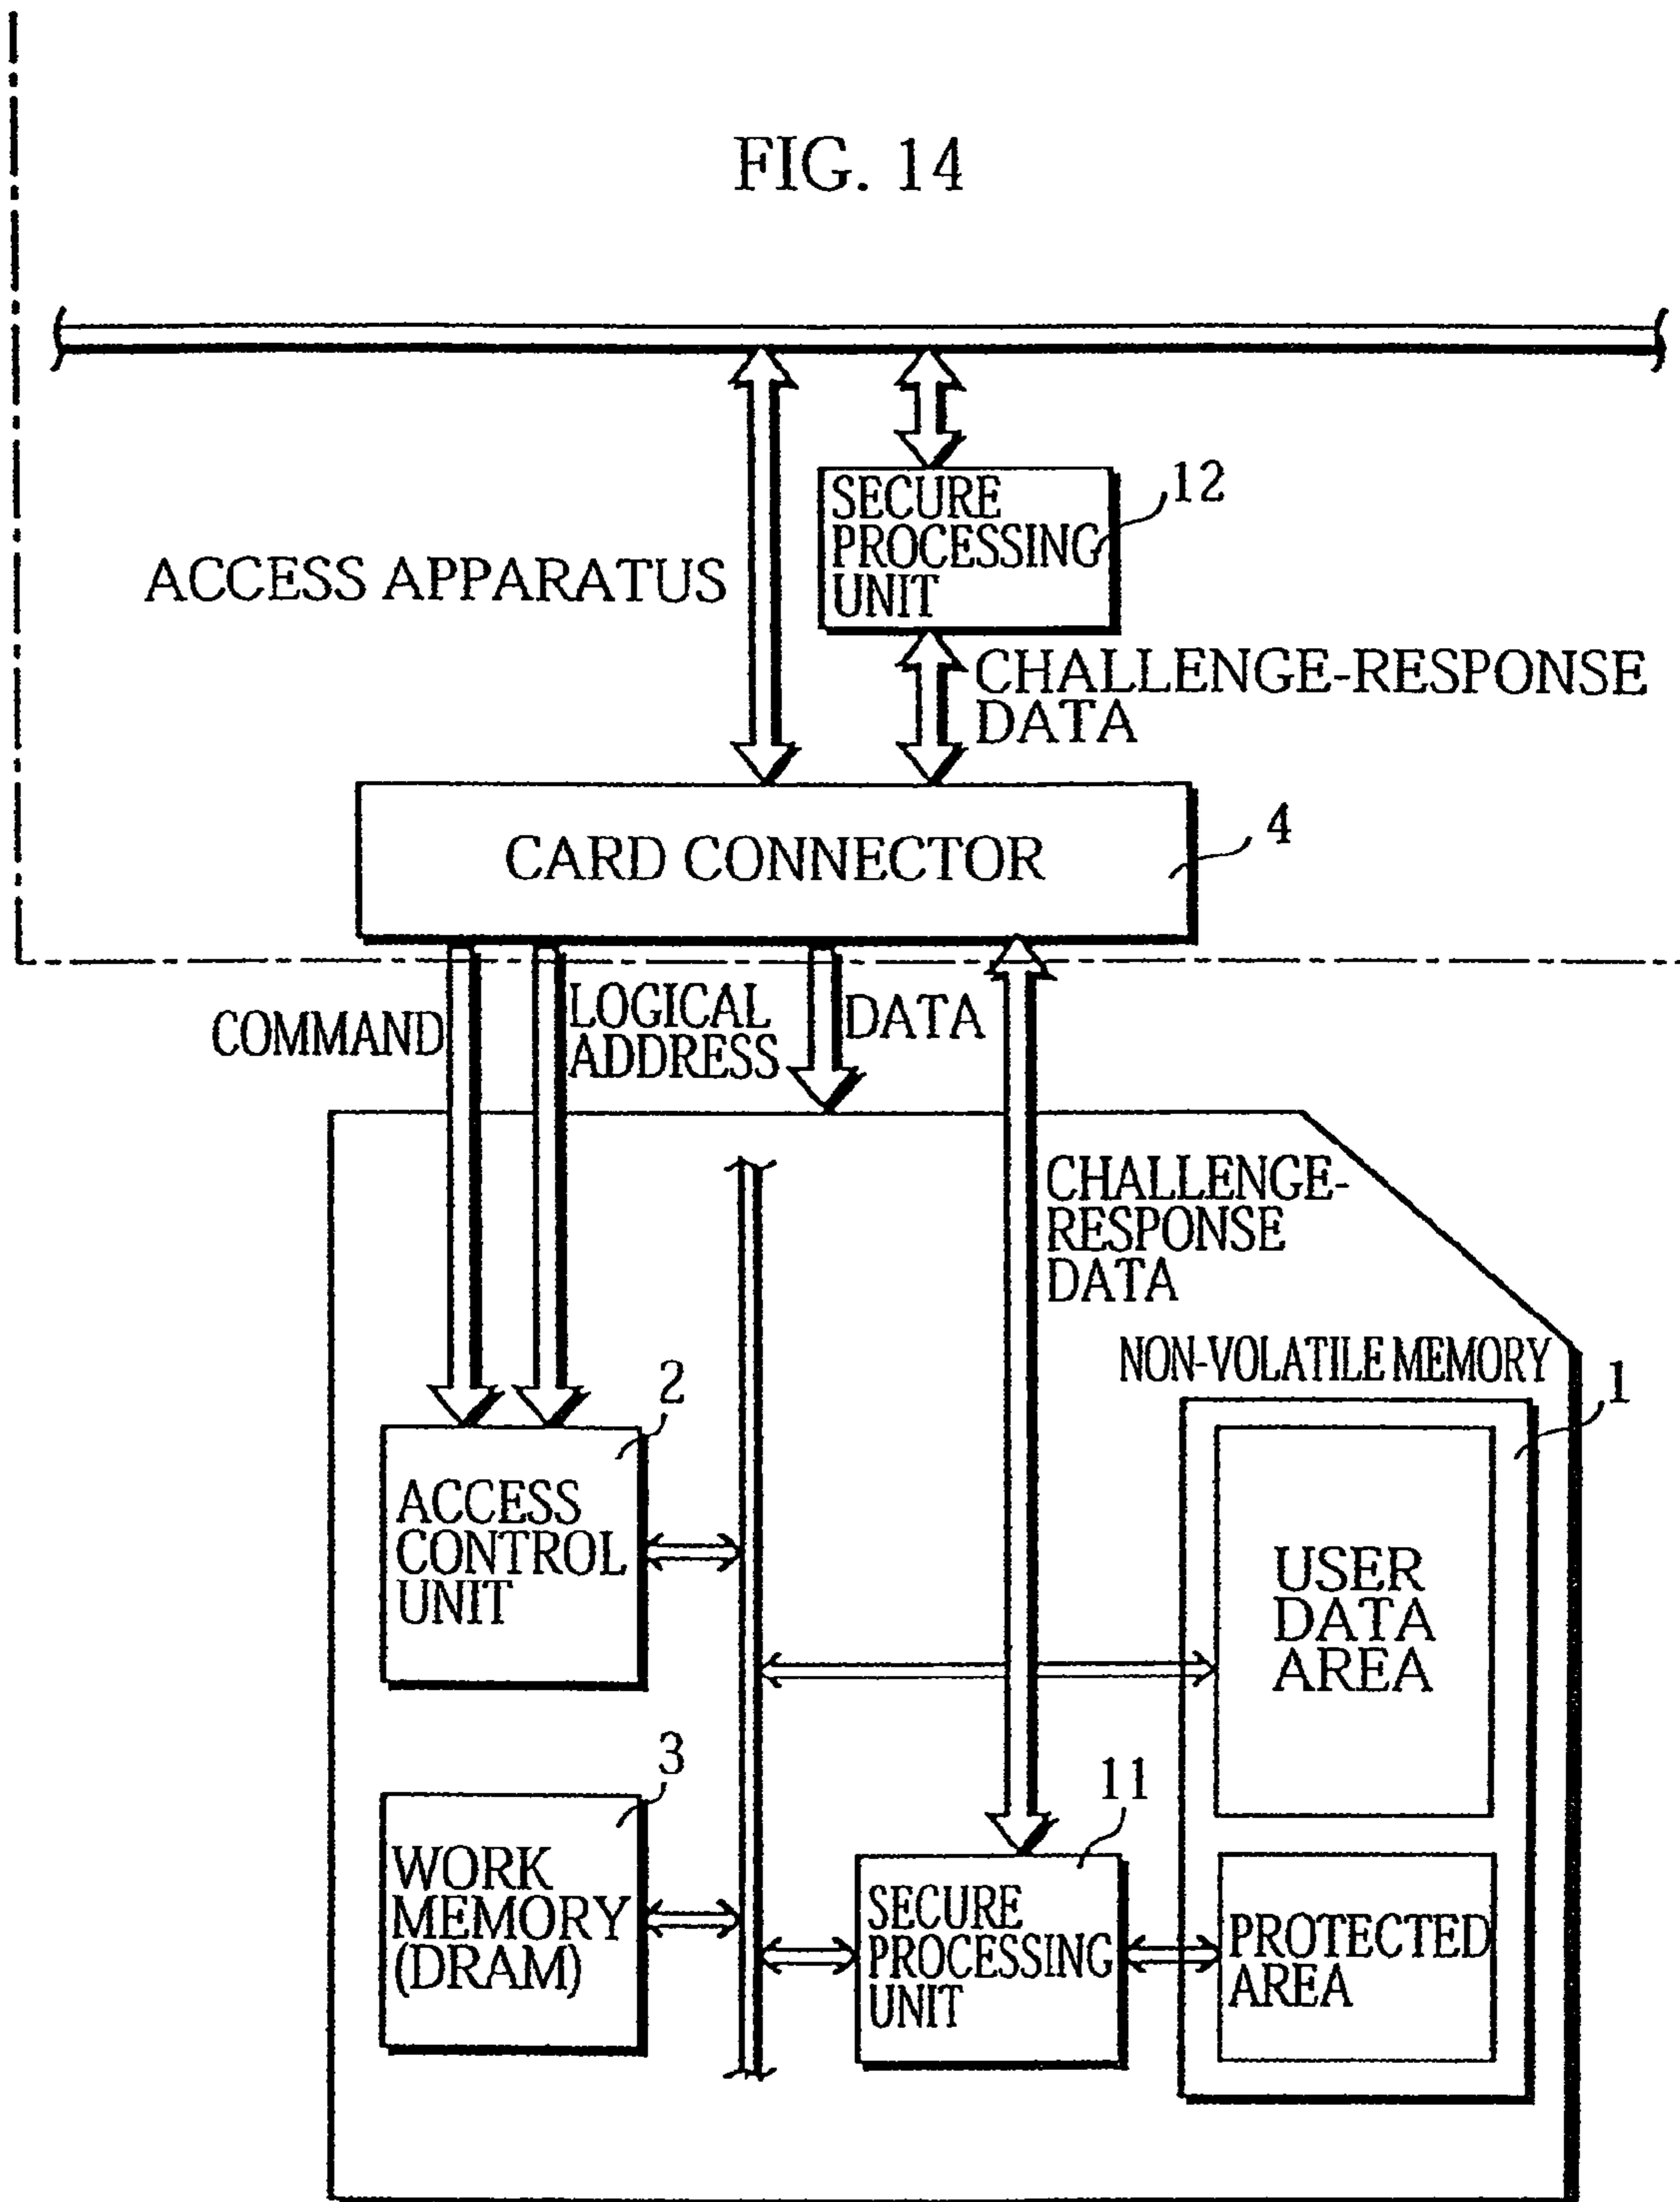 FIG. 14
ACCESS APPARATUS
SECURE
PROCESSING
UNIT
12
CHALLENGE-RESPONSE
DATA
CARD CONNECTOR
4
COMMAND
LOGICAL
ADDRESS
DATA
CHALLENGE-
RESPONSE
DATA
NON-VOLATILE MEMORY
1
2
ACCESS
CONTROL
UNIT
USER
DATA
AREA
3
WORK
MEMORY
(DRAM)
11
SECURE
PROCESSING
UNIT
PROTECTED
AREA